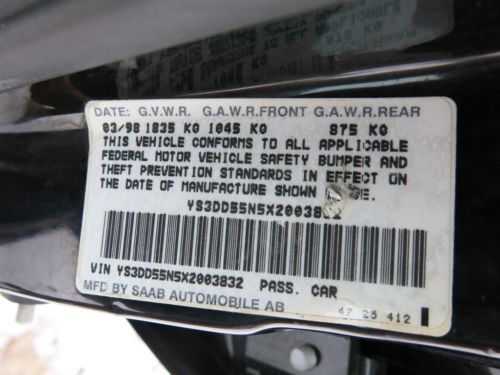 DATE: G.V.W.R. G.A.W.R.FRONT G.A.W.R.REAR
03/98 1835 KG 1045 KG 875 KG
THIS VEHICLE CONFORMS TO ALL APPLICABLE
FEDERAL MOTOR VEHICLE SAFETY BUMPER AND
THEFT PREVENTION STANDARDS IN EFFECT ON
THE DATE OF MANUFACTURE SHOWN
VIN YS3DD55N5X2003832 PASS. CAR
MFD BY SAAB AUTOMOBILE AB
47 25 412